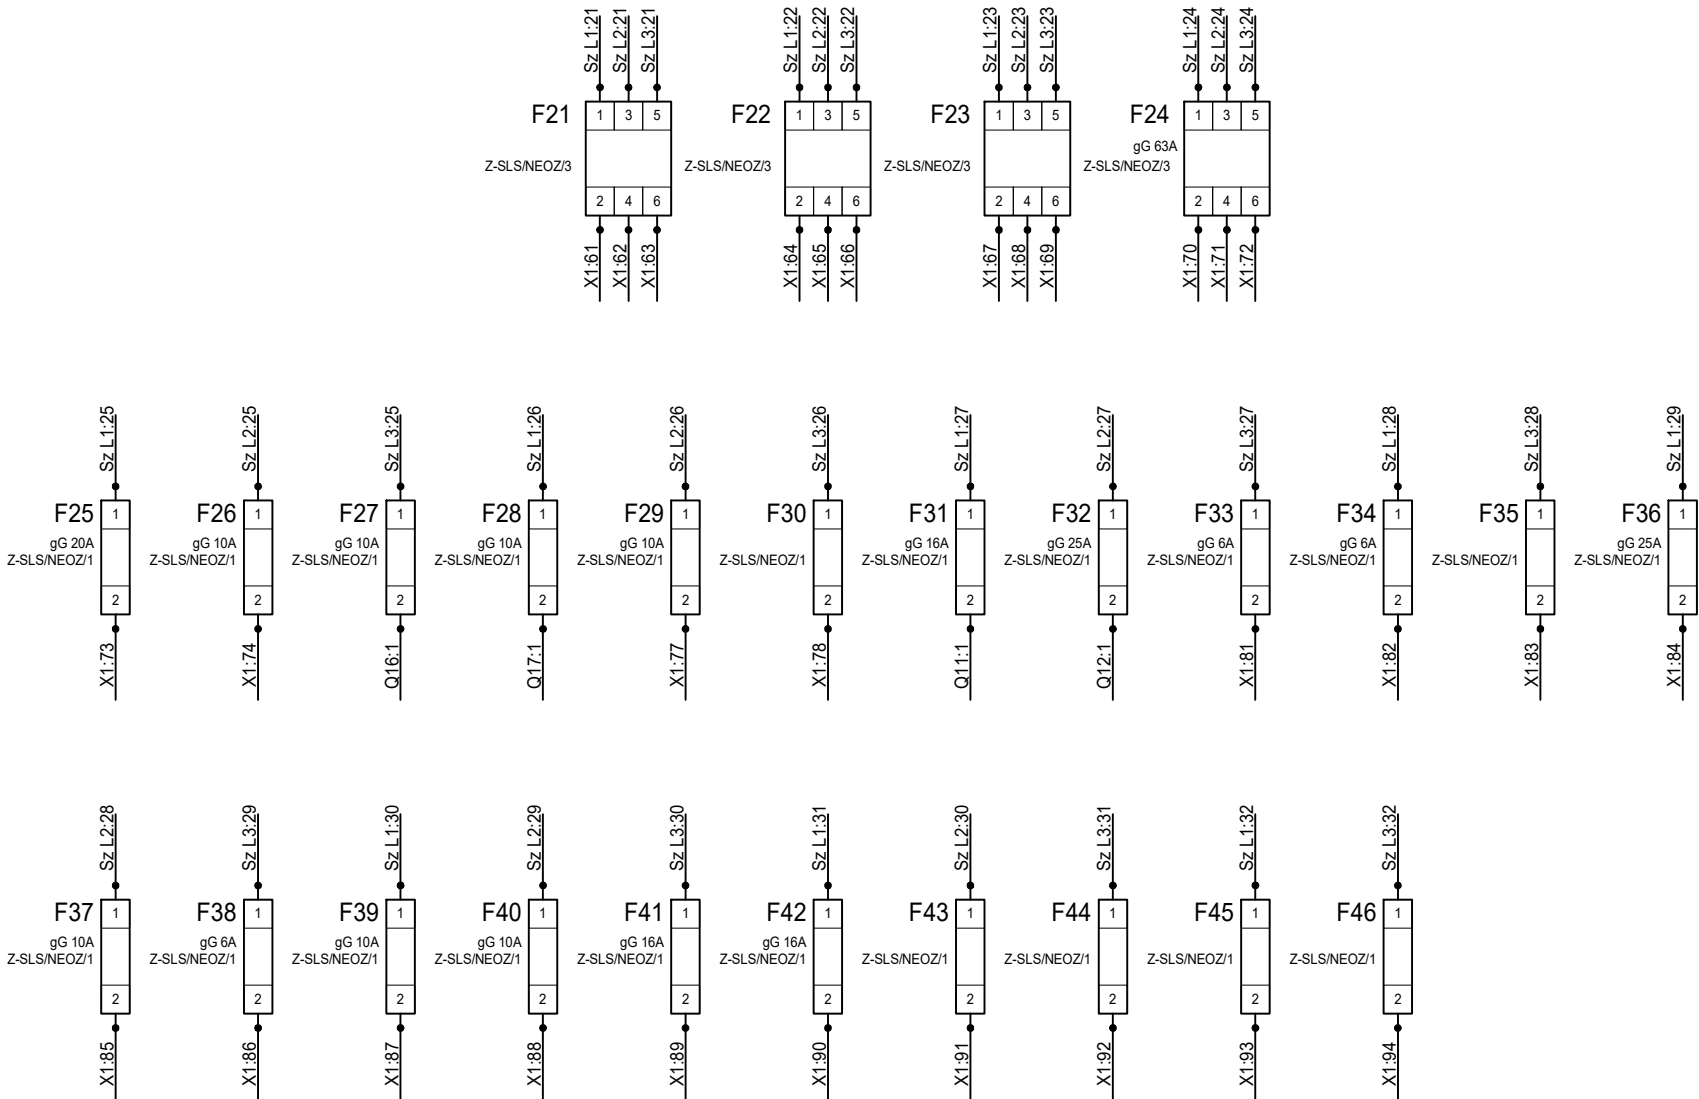 Sz L1:21 Sz L2:21 Sz L3:21 Sz L1:22 Sz L2:22 Sz L3:22 Sz L1:23 Sz L2:23 Sz L3:23 Sz L1:24 Sz L2:24 Sz L3:24
F21 1 3 5 F22 1 3 5 F23 1 3 5 F24 1 3 5
gG 63A
Z-SLS/NEOZ/3 Z-SLS/NEOZ/3 Z-SLS/NEOZ/3 Z-SLS/NEOZ/3
2 4 6 2 4 6 2 4 6 2 4 6
X1:61 X1:62 X1:63 X1:64 X1:65 X1:66 X1:67 X1:68 X1:69 X1:70 X1:71 X1:72
Sz L1:25 Sz L2:25 Sz L3:25 Sz L1:26 Sz L2:26 Sz L3:26 Sz L1:27 Sz L2:27 Sz L3:27 Sz L1:28 Sz L3:28 Sz L1:29
F25 1 F26 1 F27 1 F28 1 F29 1 F30 1 F31 1 F32 1 F33 1 F34 1 F35 1 F36 1
gG 20A gG 10A gG 10A gG 10A gG 10A gG 16A gG 25A gG 6A gG 6A gG 25A
Z-SLS/NEOZ/1 Z-SLS/NEOZ/1 Z-SLS/NEOZ/1 Z-SLS/NEOZ/1 Z-SLS/NEOZ/1 Z-SLS/NEOZ/1 Z-SLS/NEOZ/1 Z-SLS/NEOZ/1 Z-SLS/NEOZ/1 Z-SLS/NEOZ/1 Z-SLS/NEOZ/1 Z-SLS/NEOZ/1
2 2 2 2 2 2 2 2 2 2 2 2
X1:73 X1:74 Q16:1 Q17:1 X1:77 X1:78 Q11:1 Q12:1 X1:81 X1:82 X1:83 X1:84
Sz L2:28 Sz L3:29 Sz L1:30 Sz L2:29 Sz L3:30 Sz L1:31 Sz L2:30 Sz L3:31 Sz L1:32 Sz L3:32
F37 1 F38 1 F39 1 F40 1 F41 1 F42 1 F43 1 F44 1 F45 1 F46 1
gG 10A gG 6A gG 10A gG 10A gG 16A gG 16A
Z-SLS/NEOZ/1 Z-SLS/NEOZ/1 Z-SLS/NEOZ/1 Z-SLS/NEOZ/1 Z-SLS/NEOZ/1 Z-SLS/NEOZ/1 Z-SLS/NEOZ/1 Z-SLS/NEOZ/1 Z-SLS/NEOZ/1 Z-SLS/NEOZ/1
2 2 2 2 2 2 2 2 2 2
X1:85 X1:86 X1:87 X1:88 X1:89 X1:90 X1:91 X1:92 X1:93 X1:94